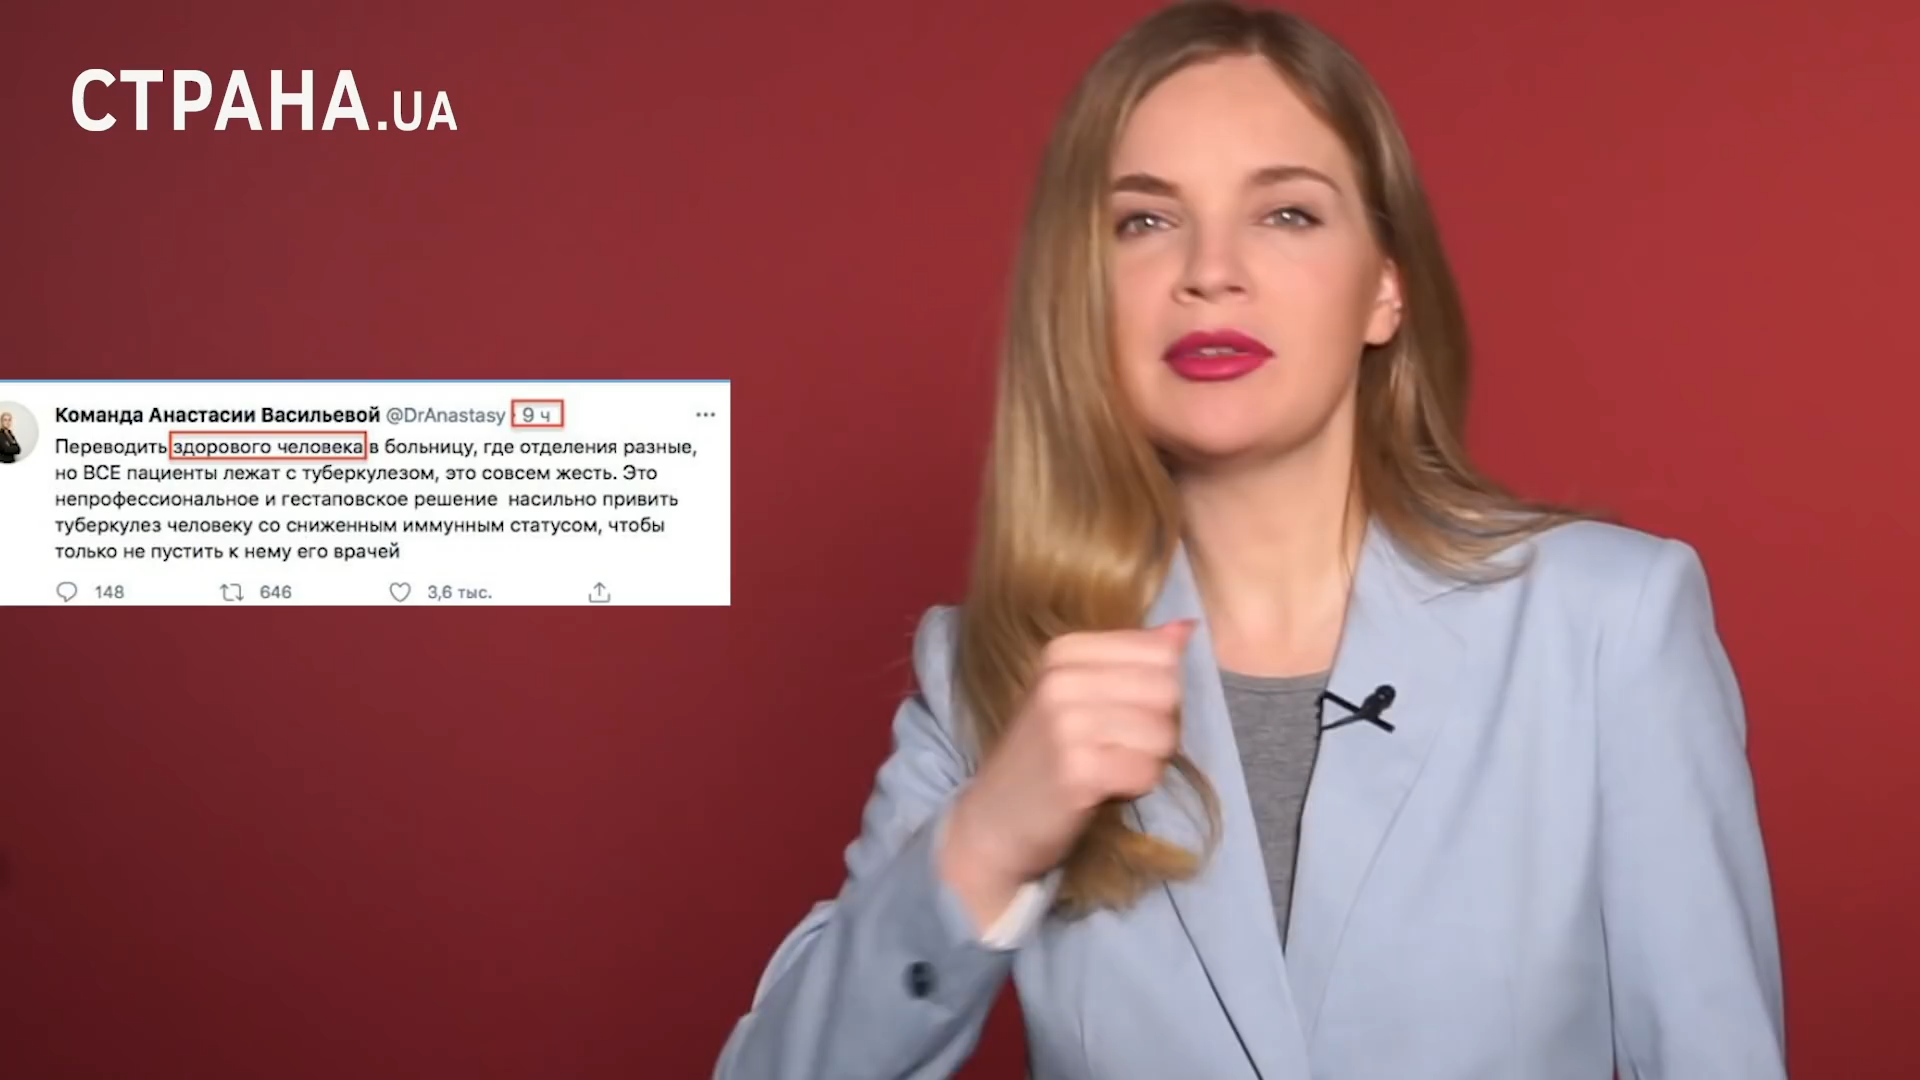 СТРАНА.UA
Команда Анастасии Васильевой @DrAnastasy · 9 ч
Переводить здорового человека в больницу, где отделения разные,
но ВСЕ пациенты лежат с туберкулезом, это совсем жесть. Это
непрофессиональное и гестаповское решение насильно привить
туберкулез человеку со сниженным иммунным статусом, чтобы
только не пустить к нему его врачей
148 646 3,6 тыс.